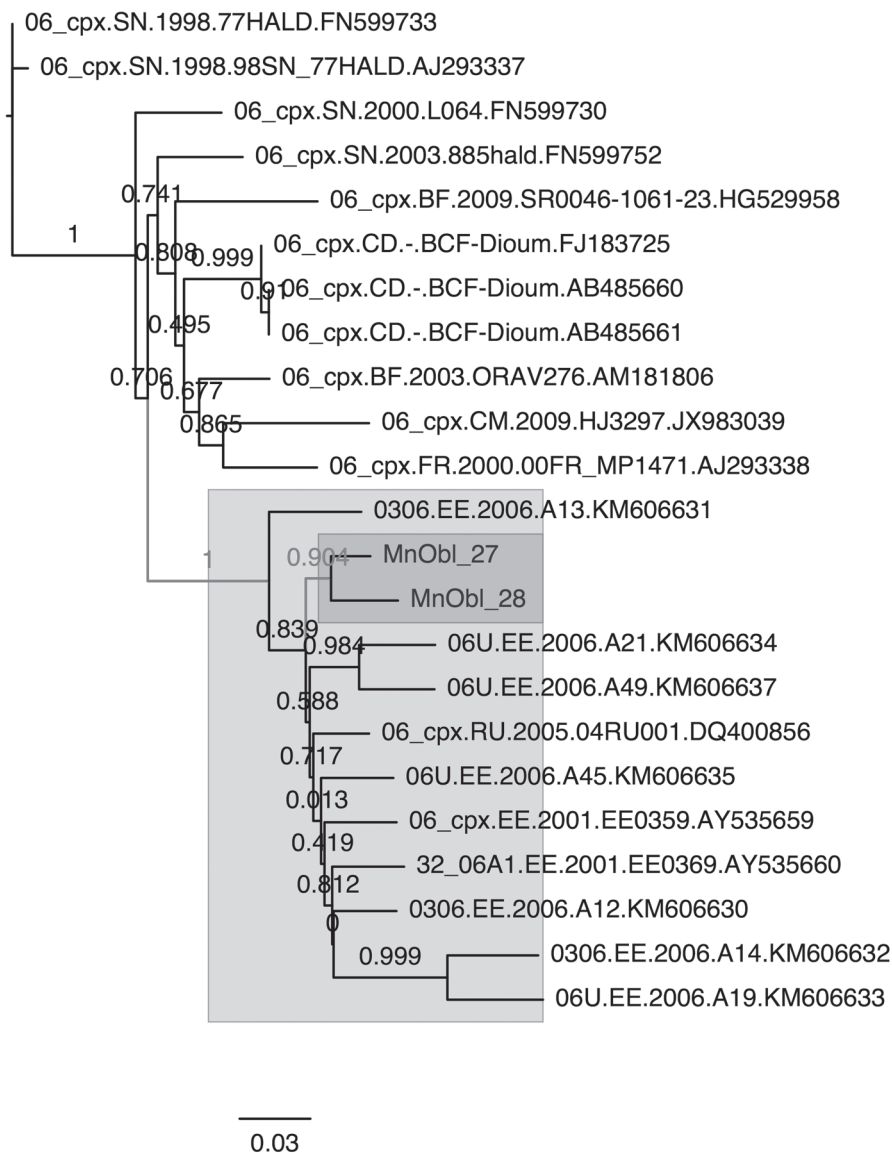 06_cpx.SN.1998.77HALD.FN599733
06_cpx.SN.1998.98SN_77HALD.AJ293337
06_cpx.SN.2000.L064.FN599730
06_cpx.SN.2003.885hald.FN599752
0.741
06_cpx.BF.2009.SR0046-1061-23.HG529958
1
0.808
0.999
06_cpx.CD.-.BCF-Dioum.FJ183725
0.91
06_cpx.CD.-.BCF-Dioum.AB485660
0.495
06_cpx.CD.-.BCF-Dioum.AB485661
0.706
0.677
06_cpx.BF.2003.ORAV276.AM181806
0.865
06_cpx.CM.2009.HJ3297.JX983039
06_cpx.FR.2000.00FR_MP1471.AJ293338
0306.EE.2006.A13.KM606631
1
0.904
MnObl_27
MnObl_28
0.839
0.984
06U.EE.2006.A21.KM606634
06U.EE.2006.A49.KM606637
0.588
06_cpx.RU.2005.04RU001.DQ400856
0.717
06U.EE.2006.A45.KM606635
0.013
06_cpx.EE.2001.EE0359.AY535659
0.419
32_06A1.EE.2001.EE0369.AY535660
0.812
0306.EE.2006.A12.KM606630
0
0.999
0306.EE.2006.A14.KM606632
06U.EE.2006.A19.KM606633
0.03